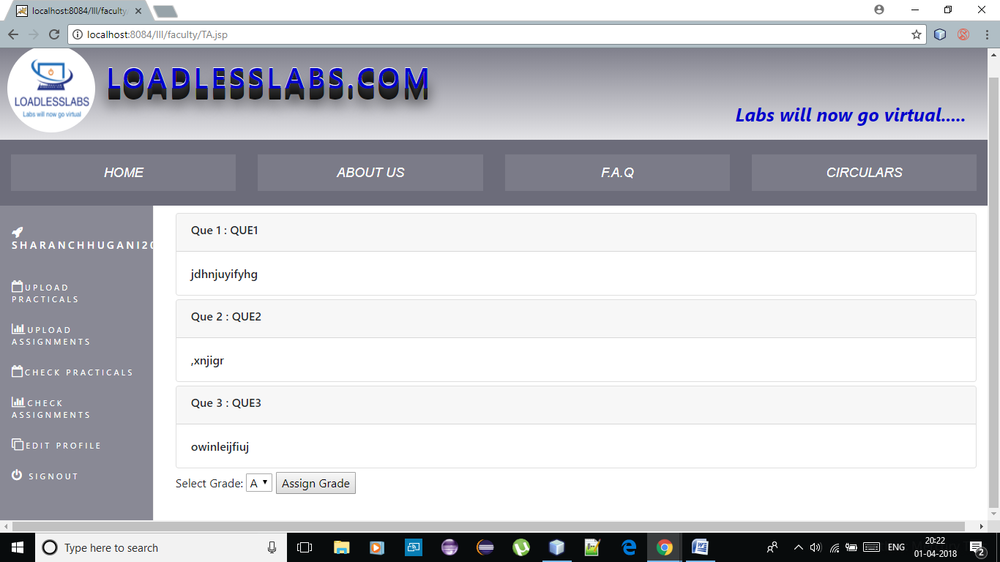 localhost:8084/lll/faculty
localhost:8084/lll/faculty/TA.jsp
LOADLESSLABS
Labs will now go virtual
LOADLESSLABS.COM
Labs will now go virtual.....
HOME
ABOUT US
F.A.Q
CIRCULARS
SHARANCHHUGANI20
UPLOAD
PRACTICALS
UPLOAD
ASSIGNMENTS
CHECK PRACTICALS
CHECK
ASSIGNMENTS
EDIT PROFILE
SIGNOUT
Que 1 : QUE1
jdhnjuyifyhg
Que 2 : QUE2
,xnjigr
Que 3 : QUE3
owinleijfiuj
Select Grade: A Assign Grade
Type here to search
ENG
20:22
01-04-2018
2